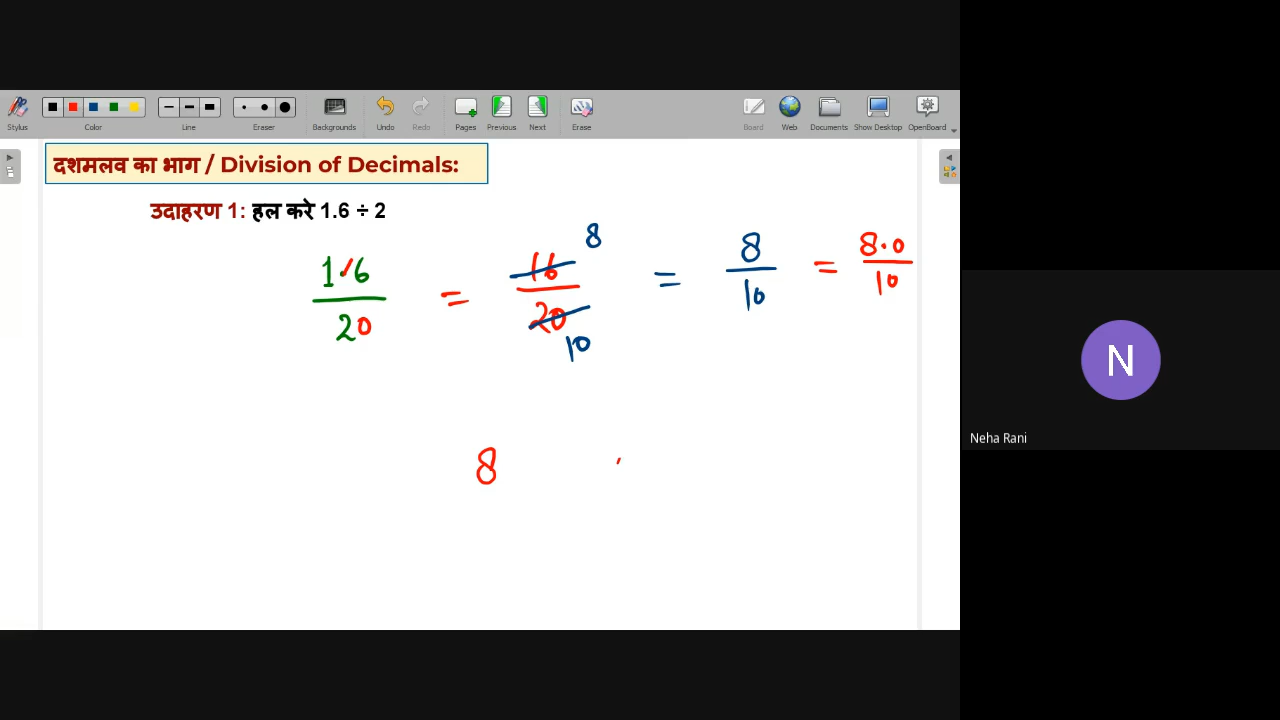 Stylus
Color
Line
Eraser
Backgrounds
Undo
Redo
Pages
Previous
Next
Erase
Board
Web
Documents
Show Desktop
OpenBoard
दशमलव का भाग / Division of Decimals:
उदाहरण 1: हल करे 1.6 ÷ 2
8
1.6 = 16 = 8 = 8.0
20 20 10 10
10
8
N
Neha Rani